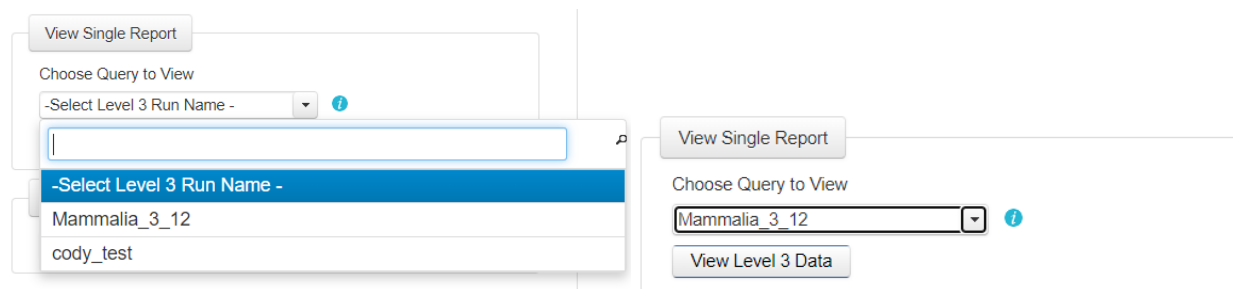 View Single Report
Choose Query to View
-Select Level 3 Run Name -
-Select Level 3 Run Name -
Mammalia_3_12
cody_test
View Single Report
Choose Query to View
Mammalia_3_12
View Level 3 Data